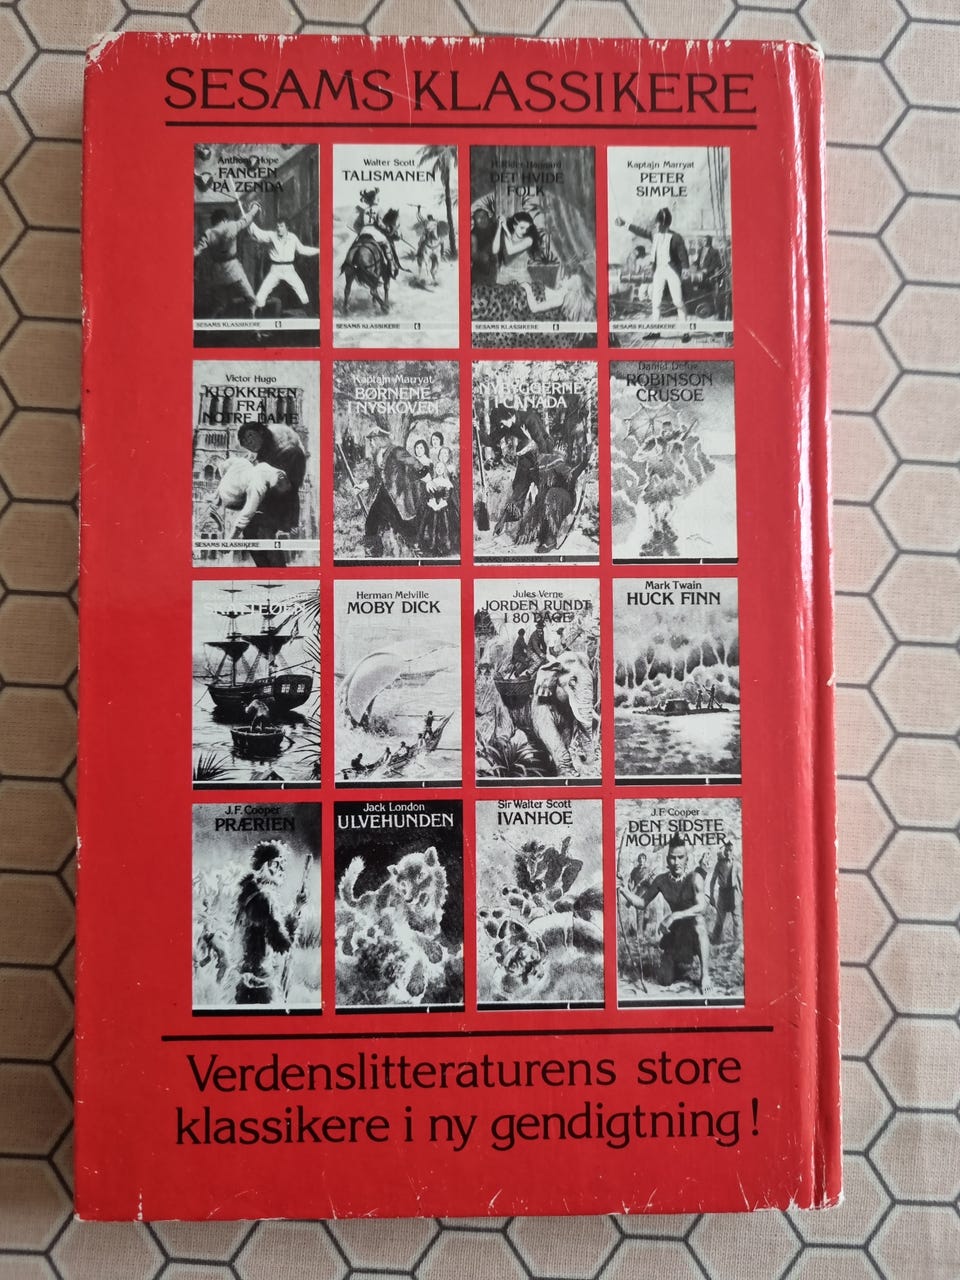 SESAMS KLASSIKERE
Anthony Hope
FANGEN
PÅ ZENDA
SESAMS KLASSIKERE
Walter Scott
TALISMANEN
SESAMS KLASSIKERE
H. Rider Haggard
DET HVIDE
FOLK
SESAMS KLASSIKERE
Kaptajn Marryat
PETER
SIMPLE
SESAMS KLASSIKERE
Victor Hugo
KLOKKEREN
FRA
NOTRE DAME
SESAMS KLASSIKERE
Kaptajn Marryat
BØRNENE
I NYSKOVEN
NYBYGGERNE
I CANADA
Daniel Defoe
ROBINSON
CRUSOE
Herman Melville
MOBY DICK
Jules Verne
JORDEN RUNDT
I 80 DAGE
Mark Twain
HUCK FINN
J.F. Cooper
PRÆRIEN
Jack London
ULVEHUNDEN
Sir Walter Scott
IVANHOE
J.F. Cooper
DEN SIDSTE
MOHIKANER
Verdenslitteraturens store
klassikere i ny gendigtning!